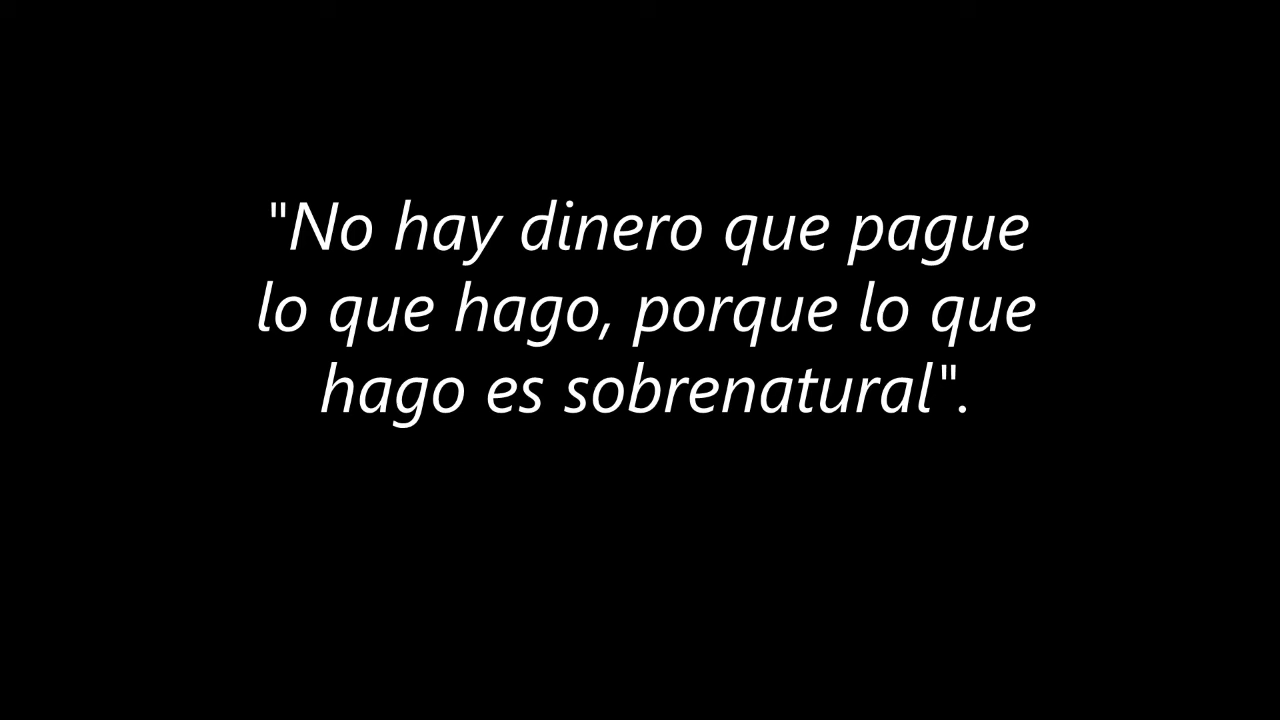 "No hay dinero que pague
lo que hago, porque lo que
hago es sobrenatural".